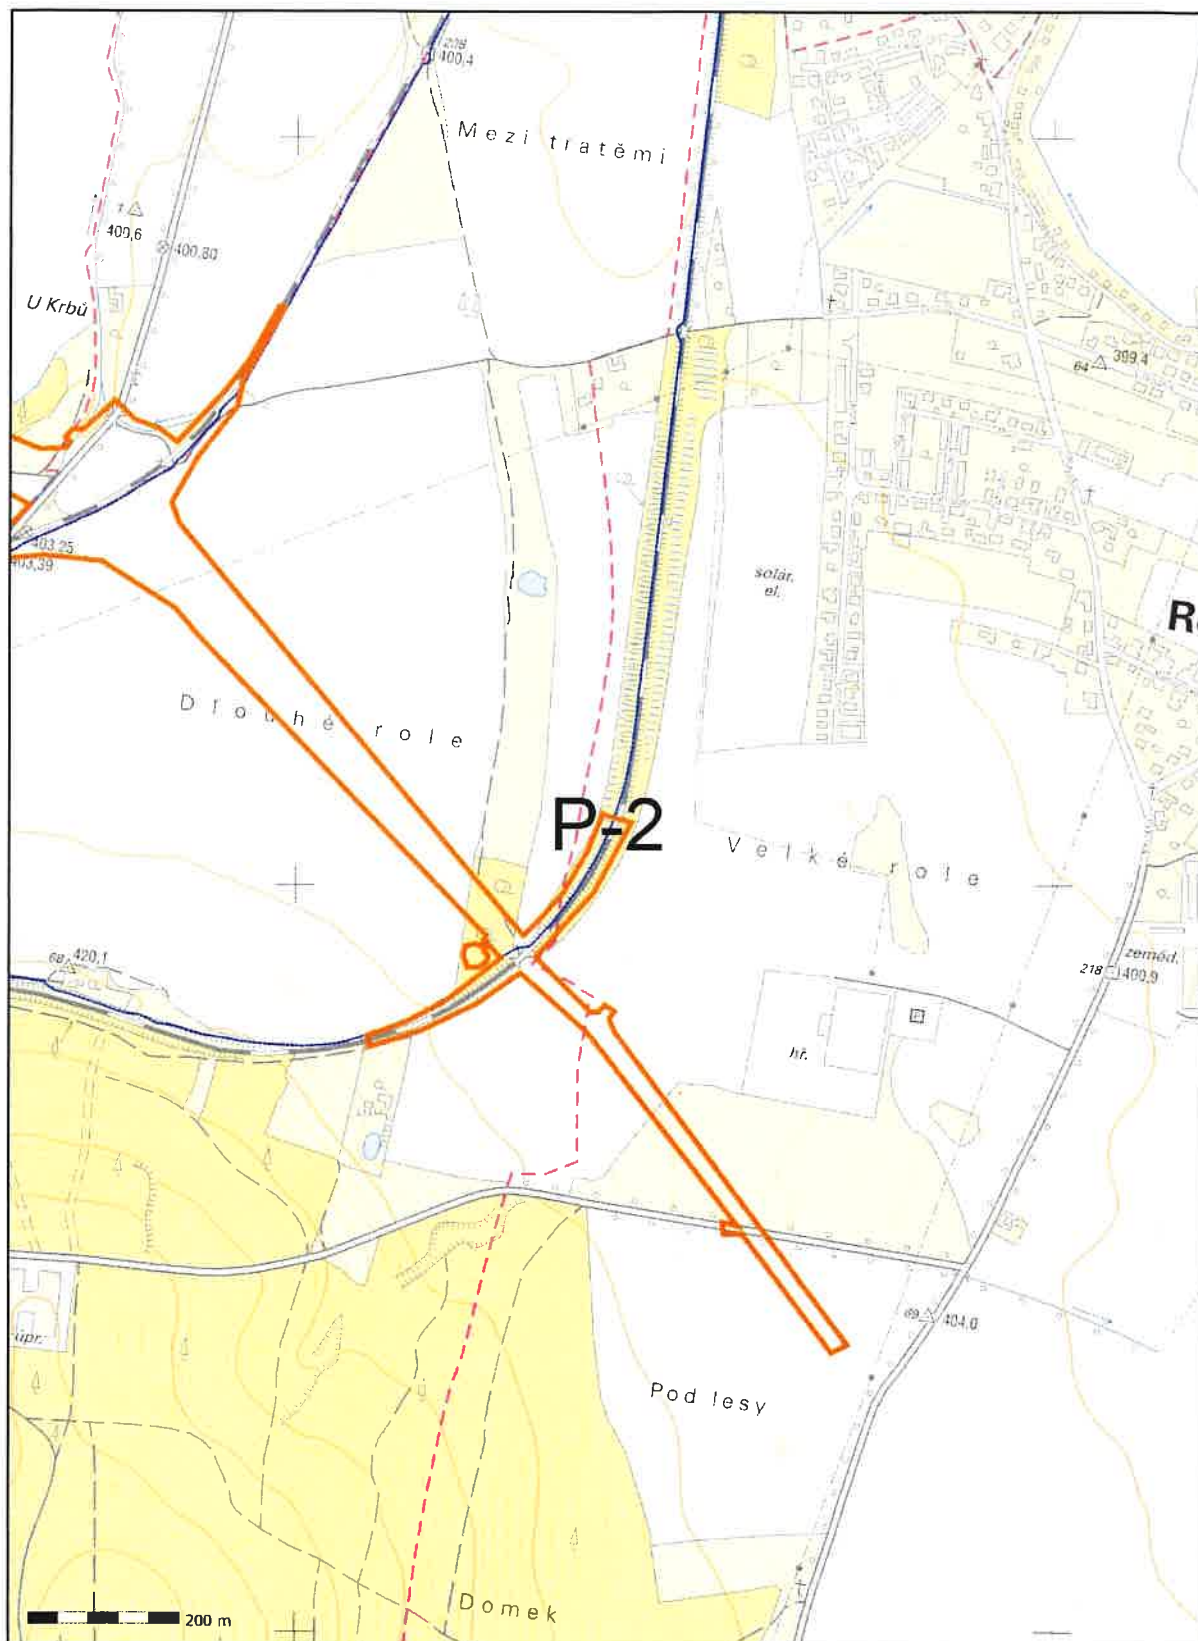 209
400,4
Mezi tratěmi
1
400,6
400,80
U Krbů
64
399,4
403,25
403,39
solár.
el.
Dlouhé role
P-2
Velké role
68
420,1
218
zeměd.
400,9
hř.
úpr.
69
404,0
Pod lesy
Domek
200 m